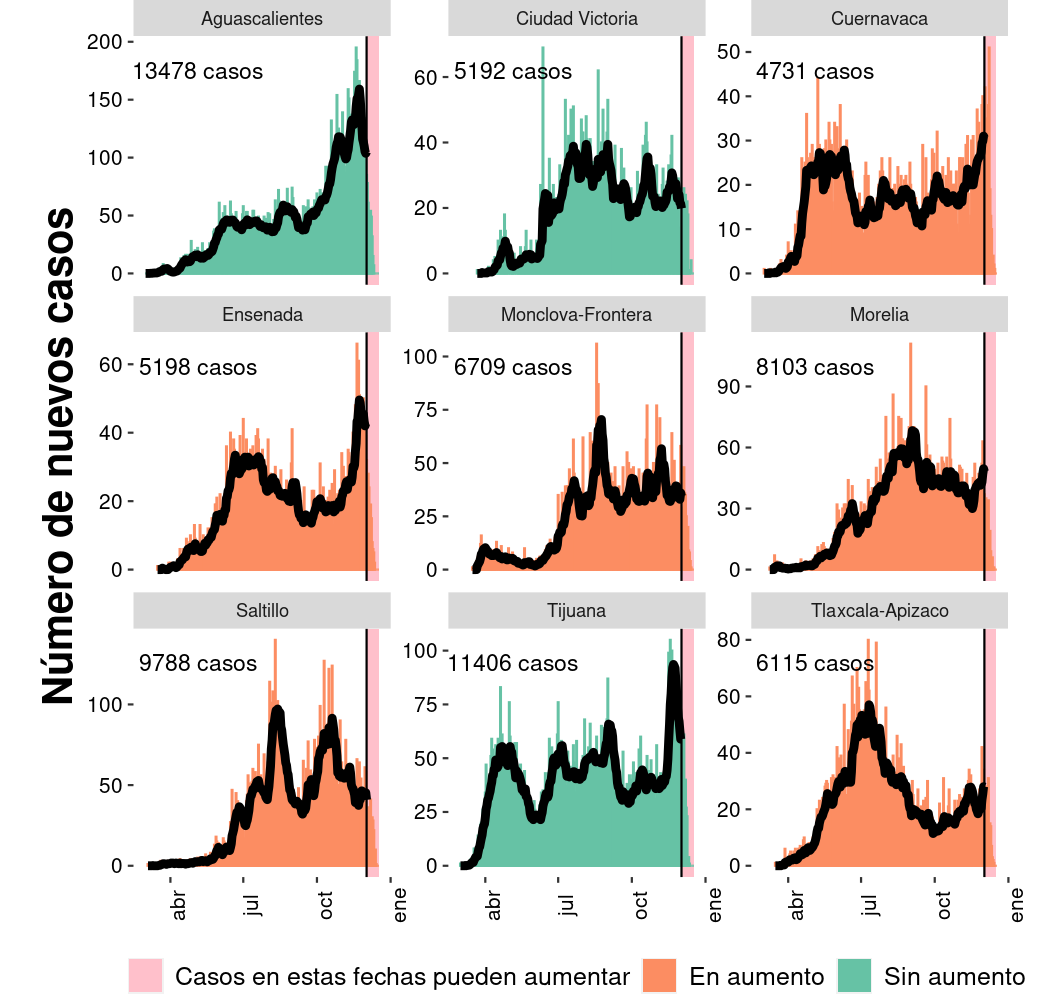 Número de nuevos casos
Aguascalientes
Ciudad Victoria
Cuernavaca
13478 casos
5192 casos
4731 casos
200
150
100
50
0
60
40
20
0
50
40
30
20
10
0
Ensenada
Monclova-Frontera
Morelia
5198 casos
6709 casos
8103 casos
60
40
20
0
100
75
50
25
0
90
60
30
0
Saltillo
Tijuana
Tlaxcala-Apizaco
9788 casos
11406 casos
6115 casos
100
50
0
100
75
50
25
0
80
60
40
20
0
abr jul oct ene
abr jul oct ene
abr jul oct ene
Casos en estas fechas pueden aumentar En aumento Sin aumento